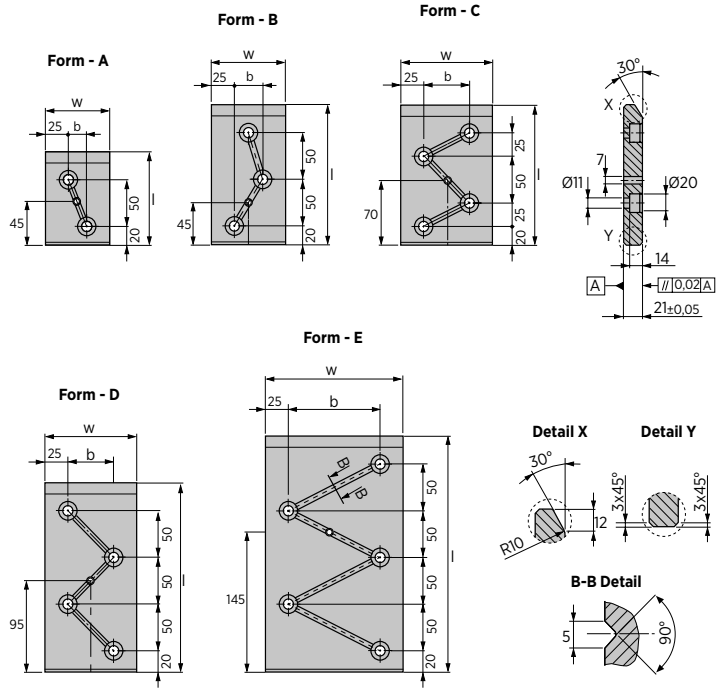 Form - A
w
25
b
45
50
20
l
Form - B
w
25
b
45
50
50
20
l
Form - C
w
25
b
70
25
50
25
20
l
30°
X
7
Ø11
Ø20
Y
14
A
// 0,02 A
21±0,05
Form - D
w
25
b
95
50
50
50
20
l
Form - E
w
25
b
B
B
145
50
50
50
50
20
l
Detail X
30°
12
R10
Detail Y
3x45°
3x45°
B-B Detail
5
90°